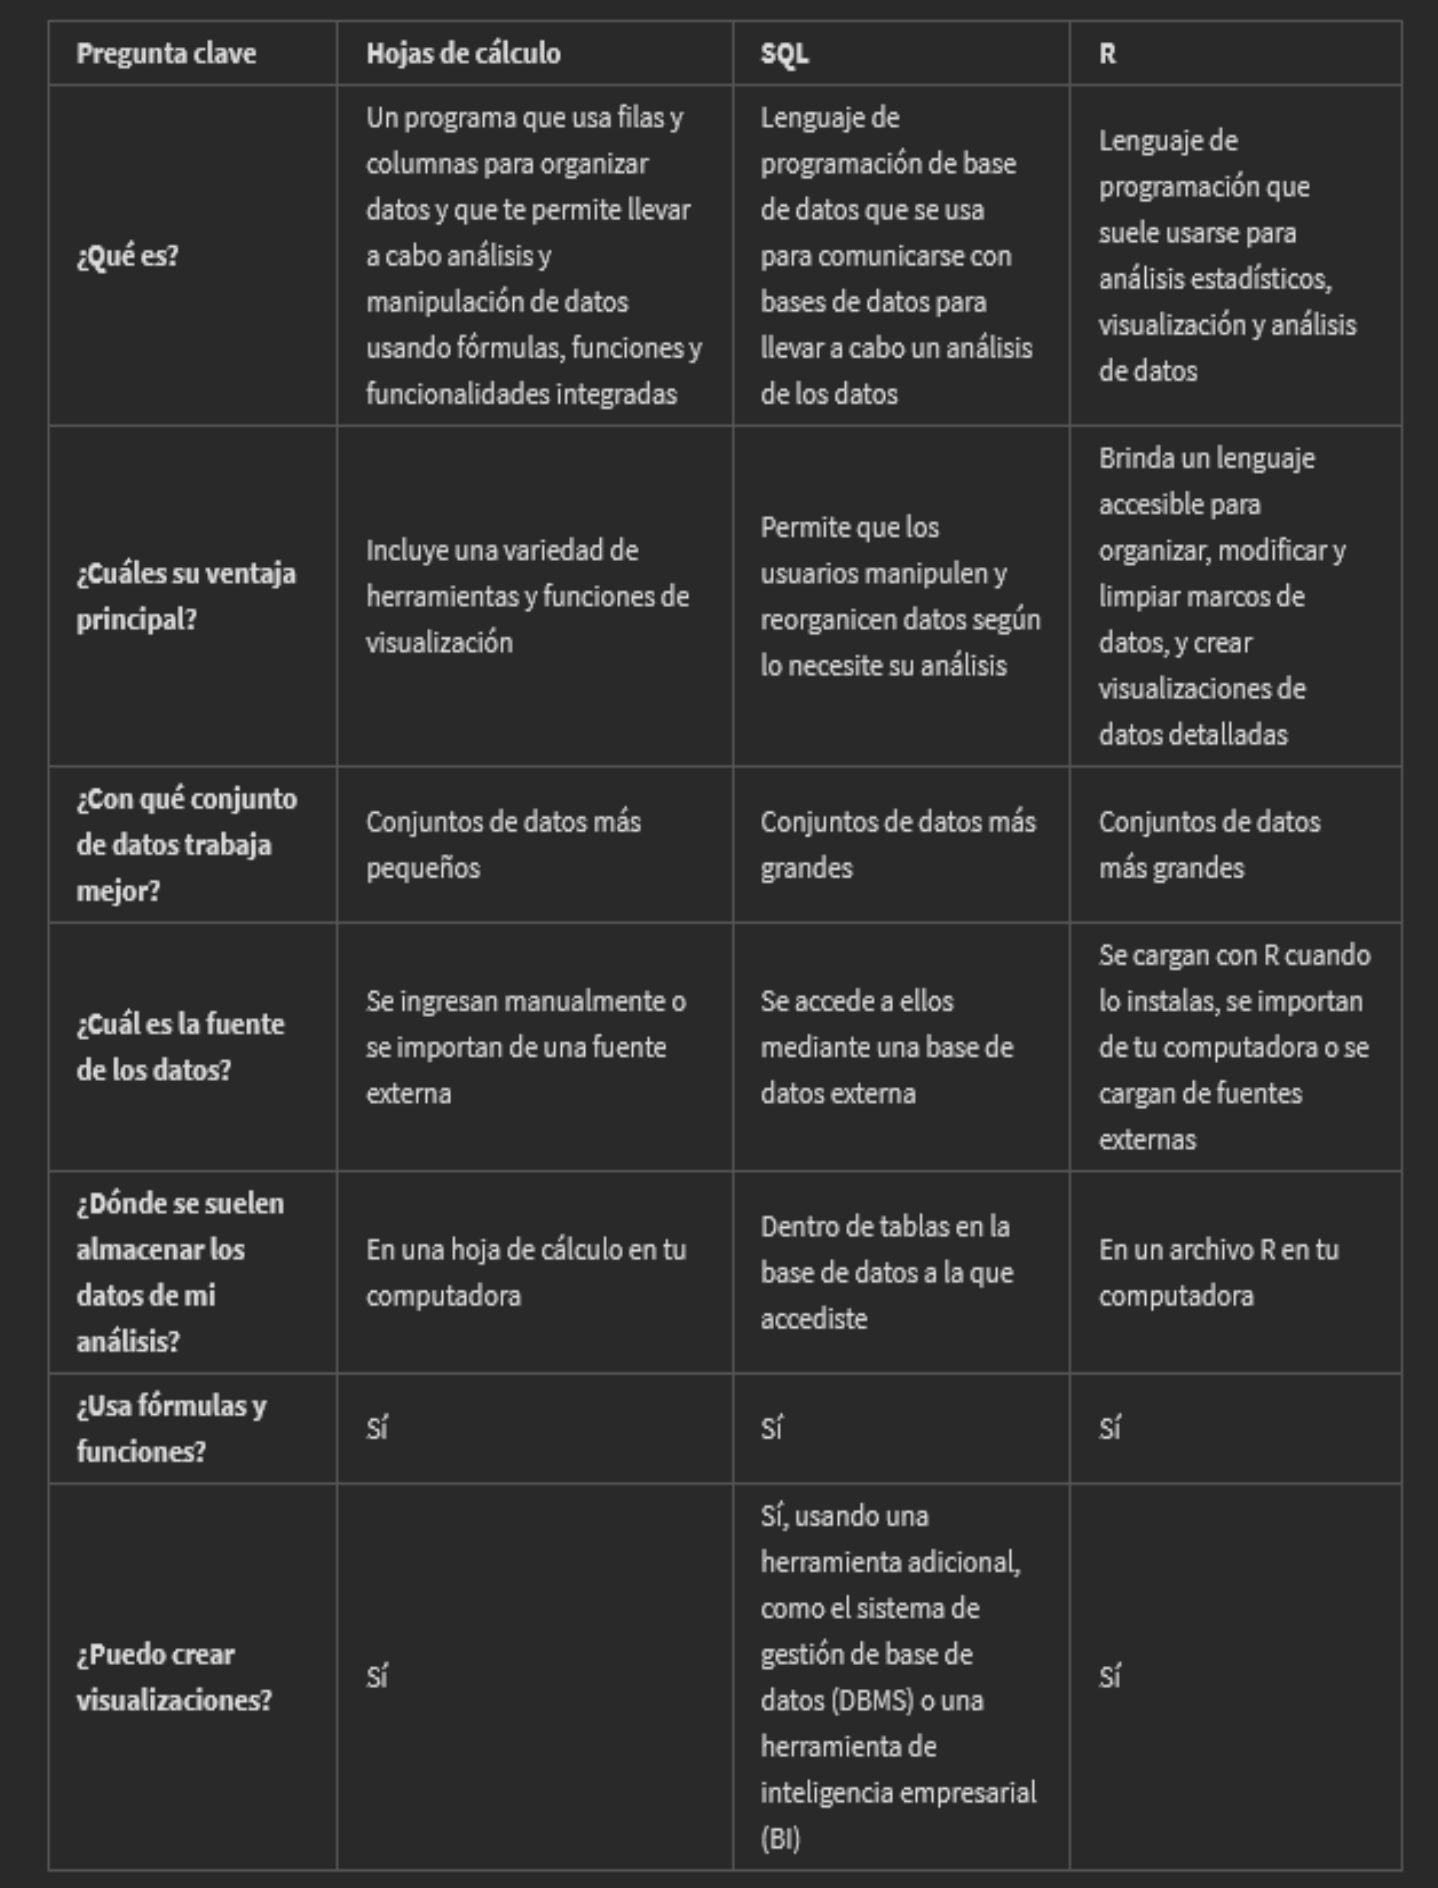 Pregunta clave
Hojas de cálculo
SQL
R
¿Qué es?
Un programa que usa filas y
columnas para organizar
datos y que te permite llevar
a cabo análisis y
manipulación de datos
usando fórmulas, funciones y
funcionalidades integradas
Lenguaje de
programación de base
de datos que se usa
para comunicarse con
bases de datos para
llevar a cabo un análisis
de los datos
Lenguaje de
programación que
suele usarse para
análisis estadísticos,
visualización y análisis
de datos
¿Cuáles su ventaja
principal?
Incluye una variedad de
herramientas y funciones de
visualización
Permite que los
usuarios manipulen y
reorganicen datos según
lo necesite su análisis
Brinda un lenguaje
accesible para
organizar, modificar y
limpiar marcos de
datos, y crear
visualizaciones de
datos detalladas
¿Con qué conjunto
de datos trabaja
mejor?
Conjuntos de datos más
pequeños
Conjuntos de datos más
grandes
Conjuntos de datos
más grandes
¿Cuál es la fuente
de los datos?
Se ingresan manualmente o
se importan de una fuente
externa
Se accede a ellos
mediante una base de
datos externa
Se cargan con R cuando
lo instalas, se importan
de tu computadora o se
cargan de fuentes
externas
¿Dónde se suelen
almacenar los
datos de mi
análisis?
En una hoja de cálculo en tu
computadora
Dentro de tablas en la
base de datos a la que
accediste
En un archivo R en tu
computadora
¿Usa fórmulas y
funciones?
Sí
Sí
Sí
¿Puedo crear
visualizaciones?
Sí
Sí, usando una
herramienta adicional,
como el sistema de
gestión de base de
datos (DBMS) o una
herramienta de
inteligencia empresarial
(BI)
Sí